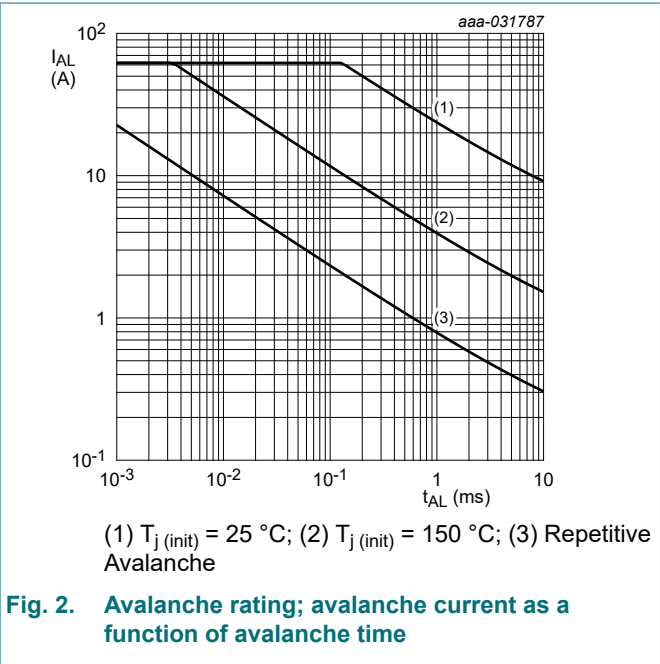 aaa-031787
10²
I_AL
(A)
(1)
10
(2)
1
(3)
10⁻¹
10⁻³ 10⁻² 10⁻¹ 1 10
t_AL (ms)
(1) T_j (init) = 25 °C; (2) T_j (init) = 150 °C; (3) Repetitive
Avalanche
Fig. 2. Avalanche rating; avalanche current as a
function of avalanche time